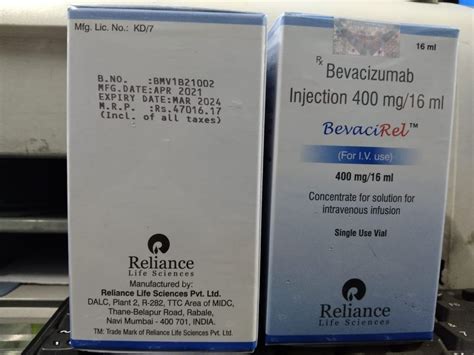 Mfg. Lic. No.: KD/7
B.NO. :BMV1B21002
MFG.DATE:APR 2021
EXPIRY DATE:MAR 2024
M.R.P. :Rs.47016.17
(Incl. of all taxes)
Reliance
Life Sciences
Manufactured by:
Reliance Life Sciences Pvt. Ltd.
DALC, Plant 2, R-282, TTC Area of MIDC,
Thane-Belapur Road, Rabale,
Navi Mumbai - 400 701, INDIA.
TM: Trade Mark of Reliance Life Sciences Pvt. Ltd.
16 ml
Rx Bevacizumab
Injection 400 mg/16 ml
BevaciRel™
(For I.V. use)
400 mg/16 ml
Concentrate for solution for
intravenous infusion
Single Use Vial
Reliance
Life Sciences